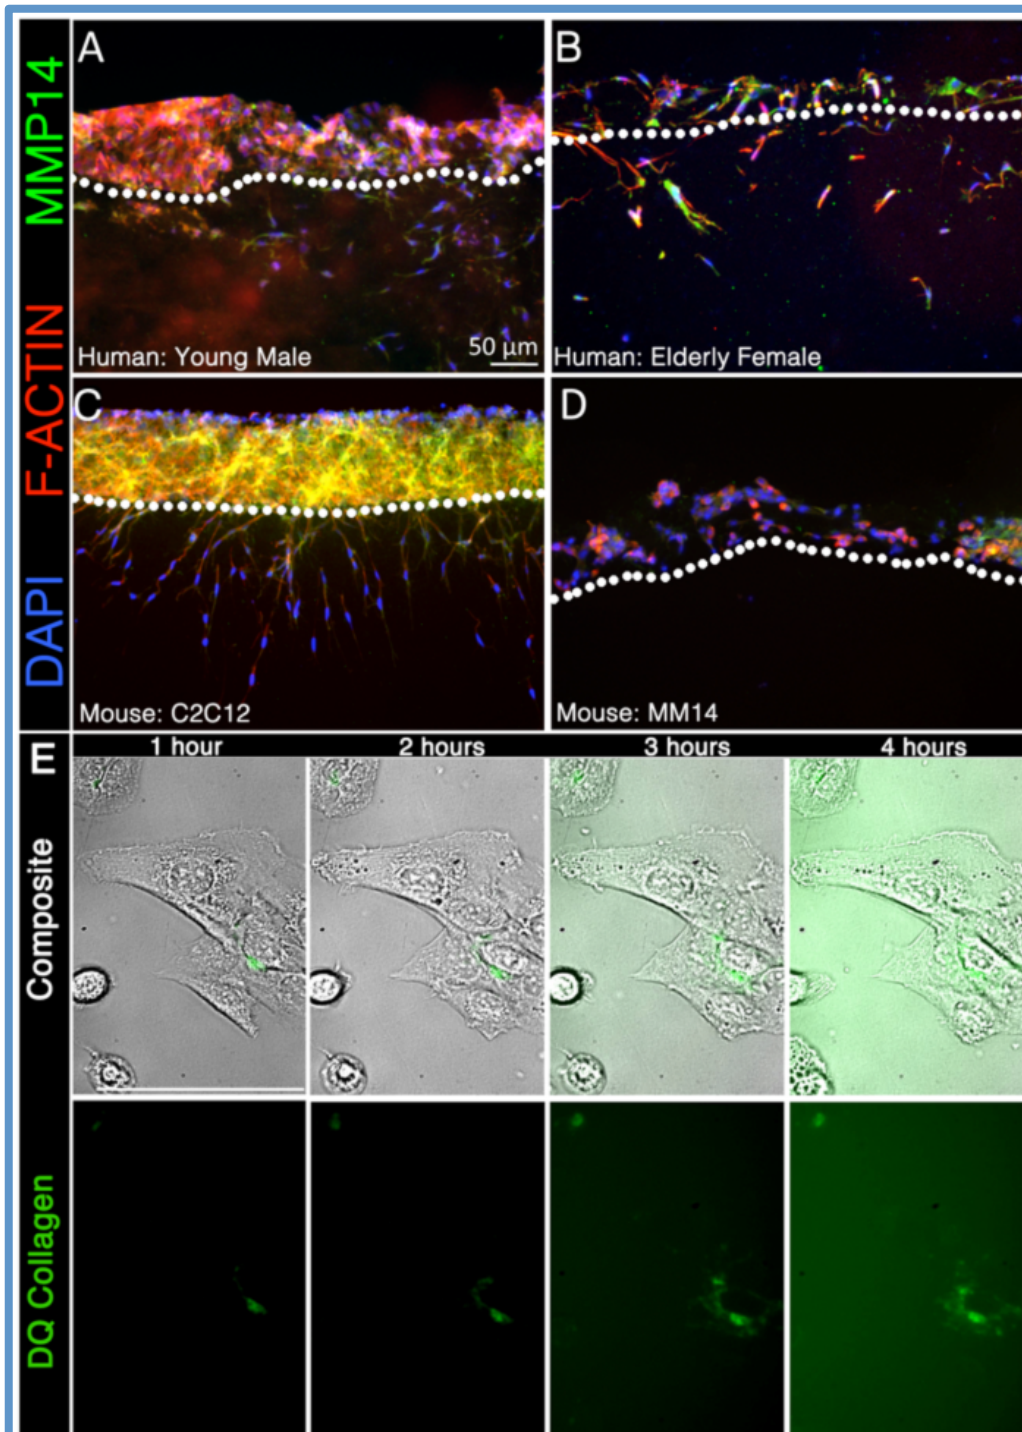 MMP14
F-ACTIN
DAPI
A
Human: Young Male
50 µm
B
Human: Elderly Female
C
Mouse: C2C12
D
Mouse: MM14
E
1 hour
2 hours
3 hours
4 hours
Composite
DQ Collagen